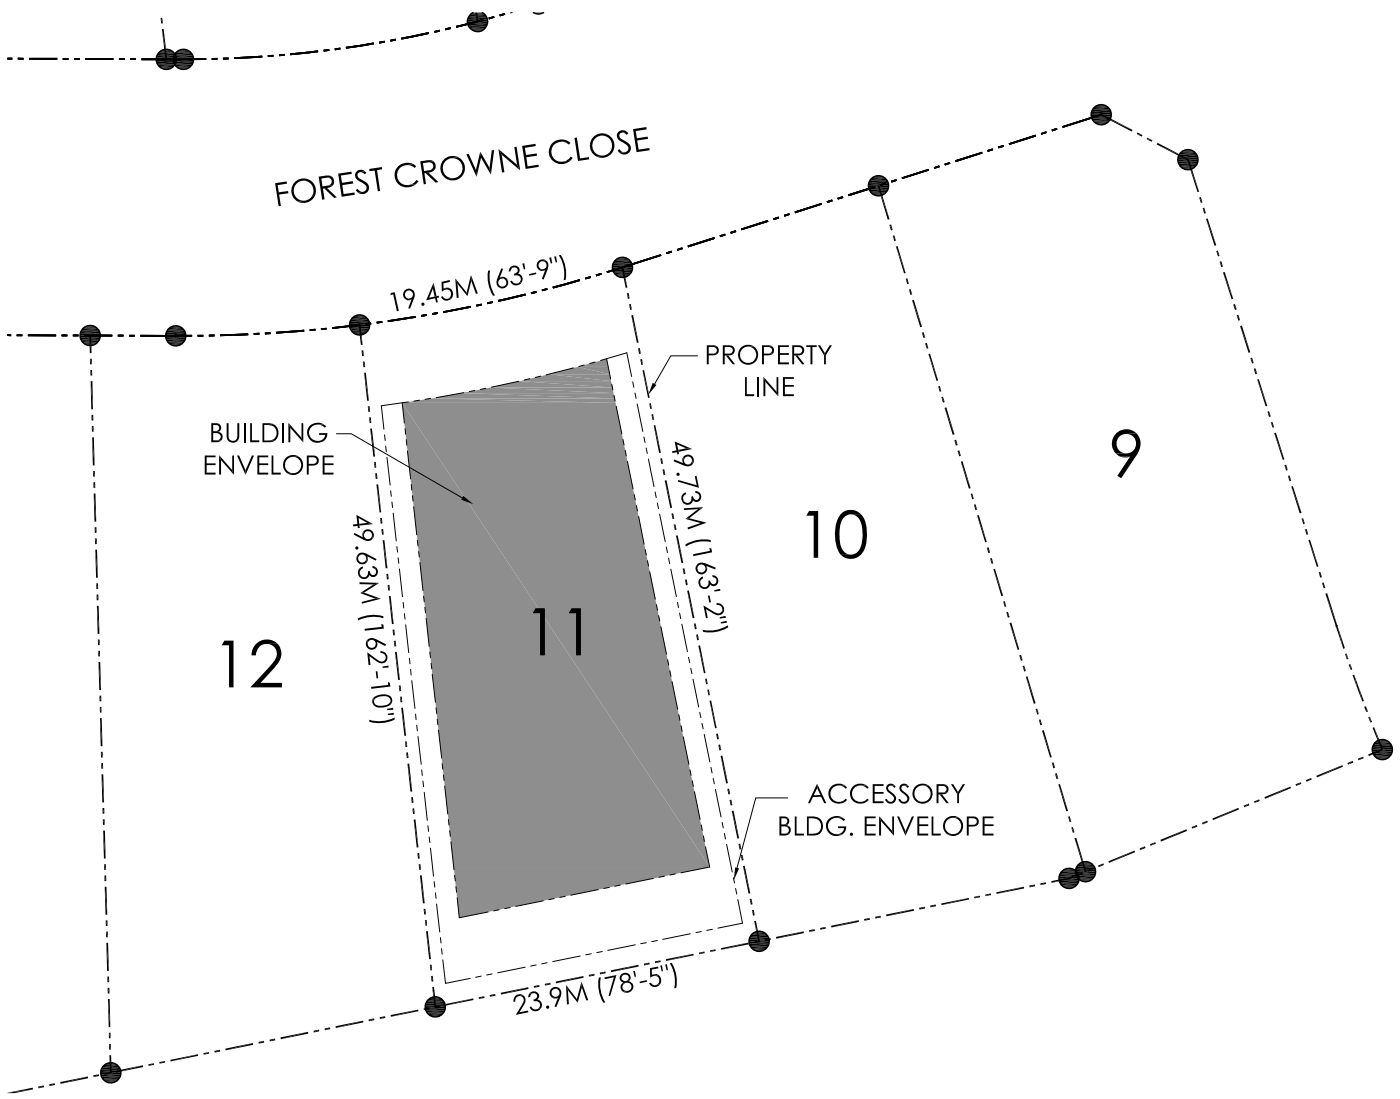 FOREST CROWNE CLOSE
19.45M (63'-9")
PROPERTY
LINE
BUILDING
ENVELOPE
49.73M (163'-2")
9
10
49.63M (162'-10")
11
12
ACCESSORY
BLDG. ENVELOPE
23.9M (78'-5")